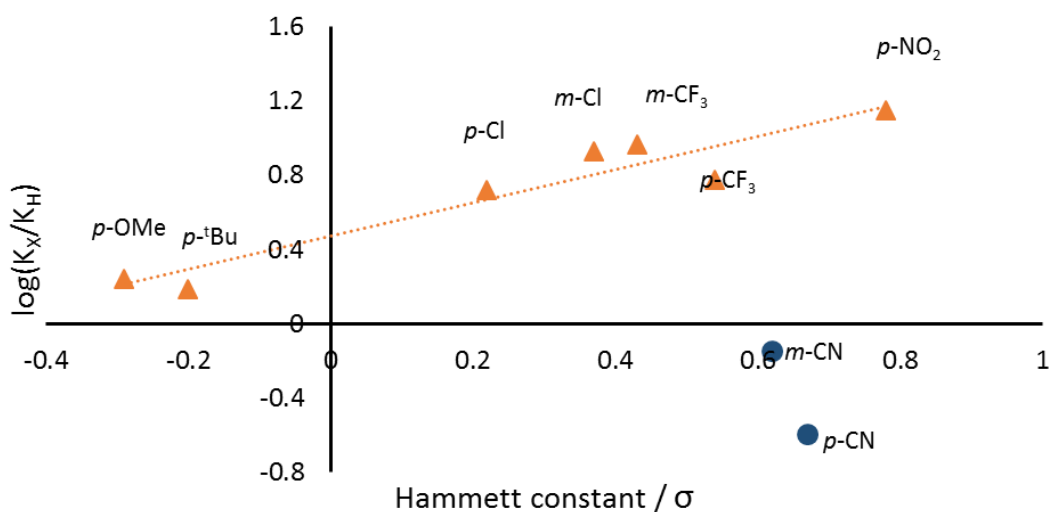 1.6
p-NO₂
1.2
m-Cl
m-CF₃
p-Cl
0.8
p-CF₃
log(K_X/K_H)
p-OMe
p-ᵗBu
0.4
0
-0.4
-0.2
0
0.2
0.4
0.6
m-CN
0.8
1
-0.4
p-CN
-0.8
Hammett constant / σ